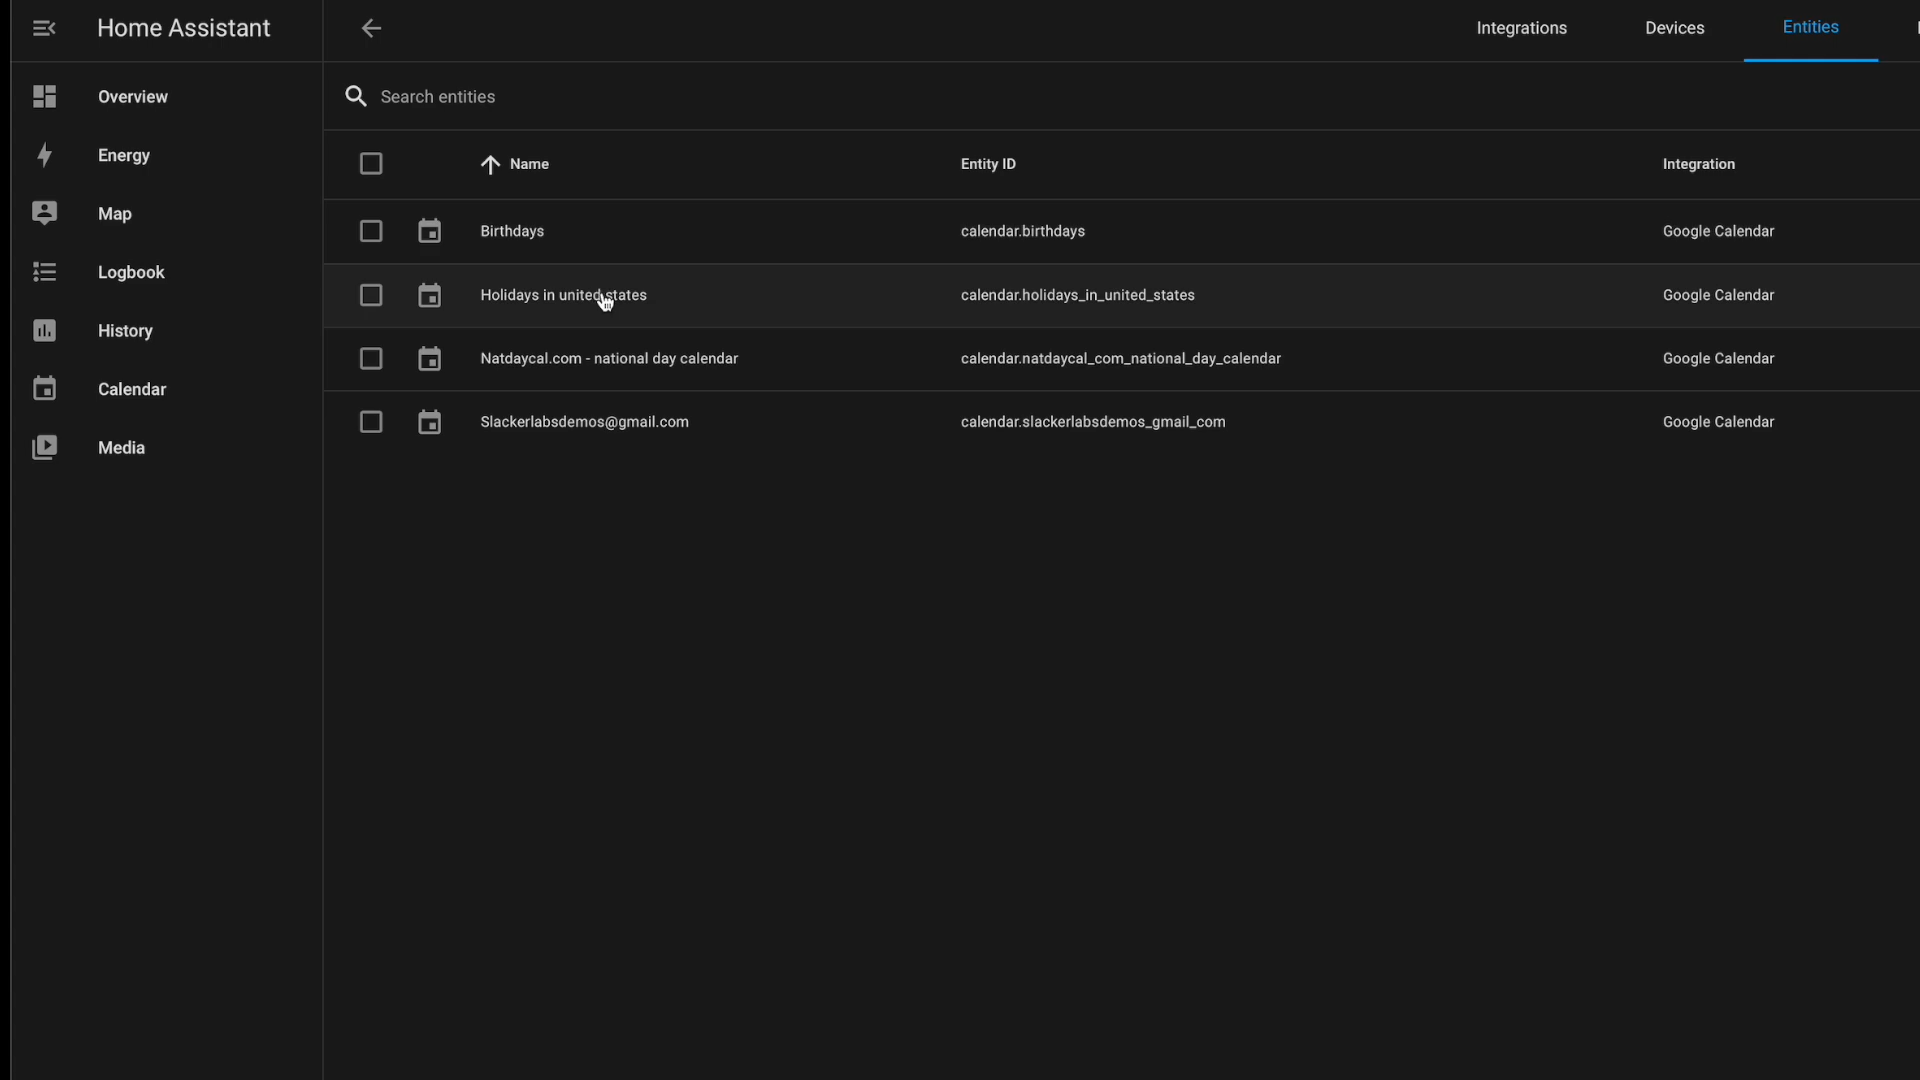 Home Assistant
Integrations
Devices
Entities
Overview
Energy
Map
Logbook
History
Calendar
Media
Search entities
Name
Entity ID
Integration
Birthdays
calendar.birthdays
Google Calendar
Holidays in united states
calendar.holidays_in_united_states
Google Calendar
Natdaycal.com - national day calendar
calendar.natdaycal_com_national_day_calendar
Google Calendar
Slackerlabsdemos@gmail.com
calendar.slackerlabsdemos_gmail_com
Google Calendar